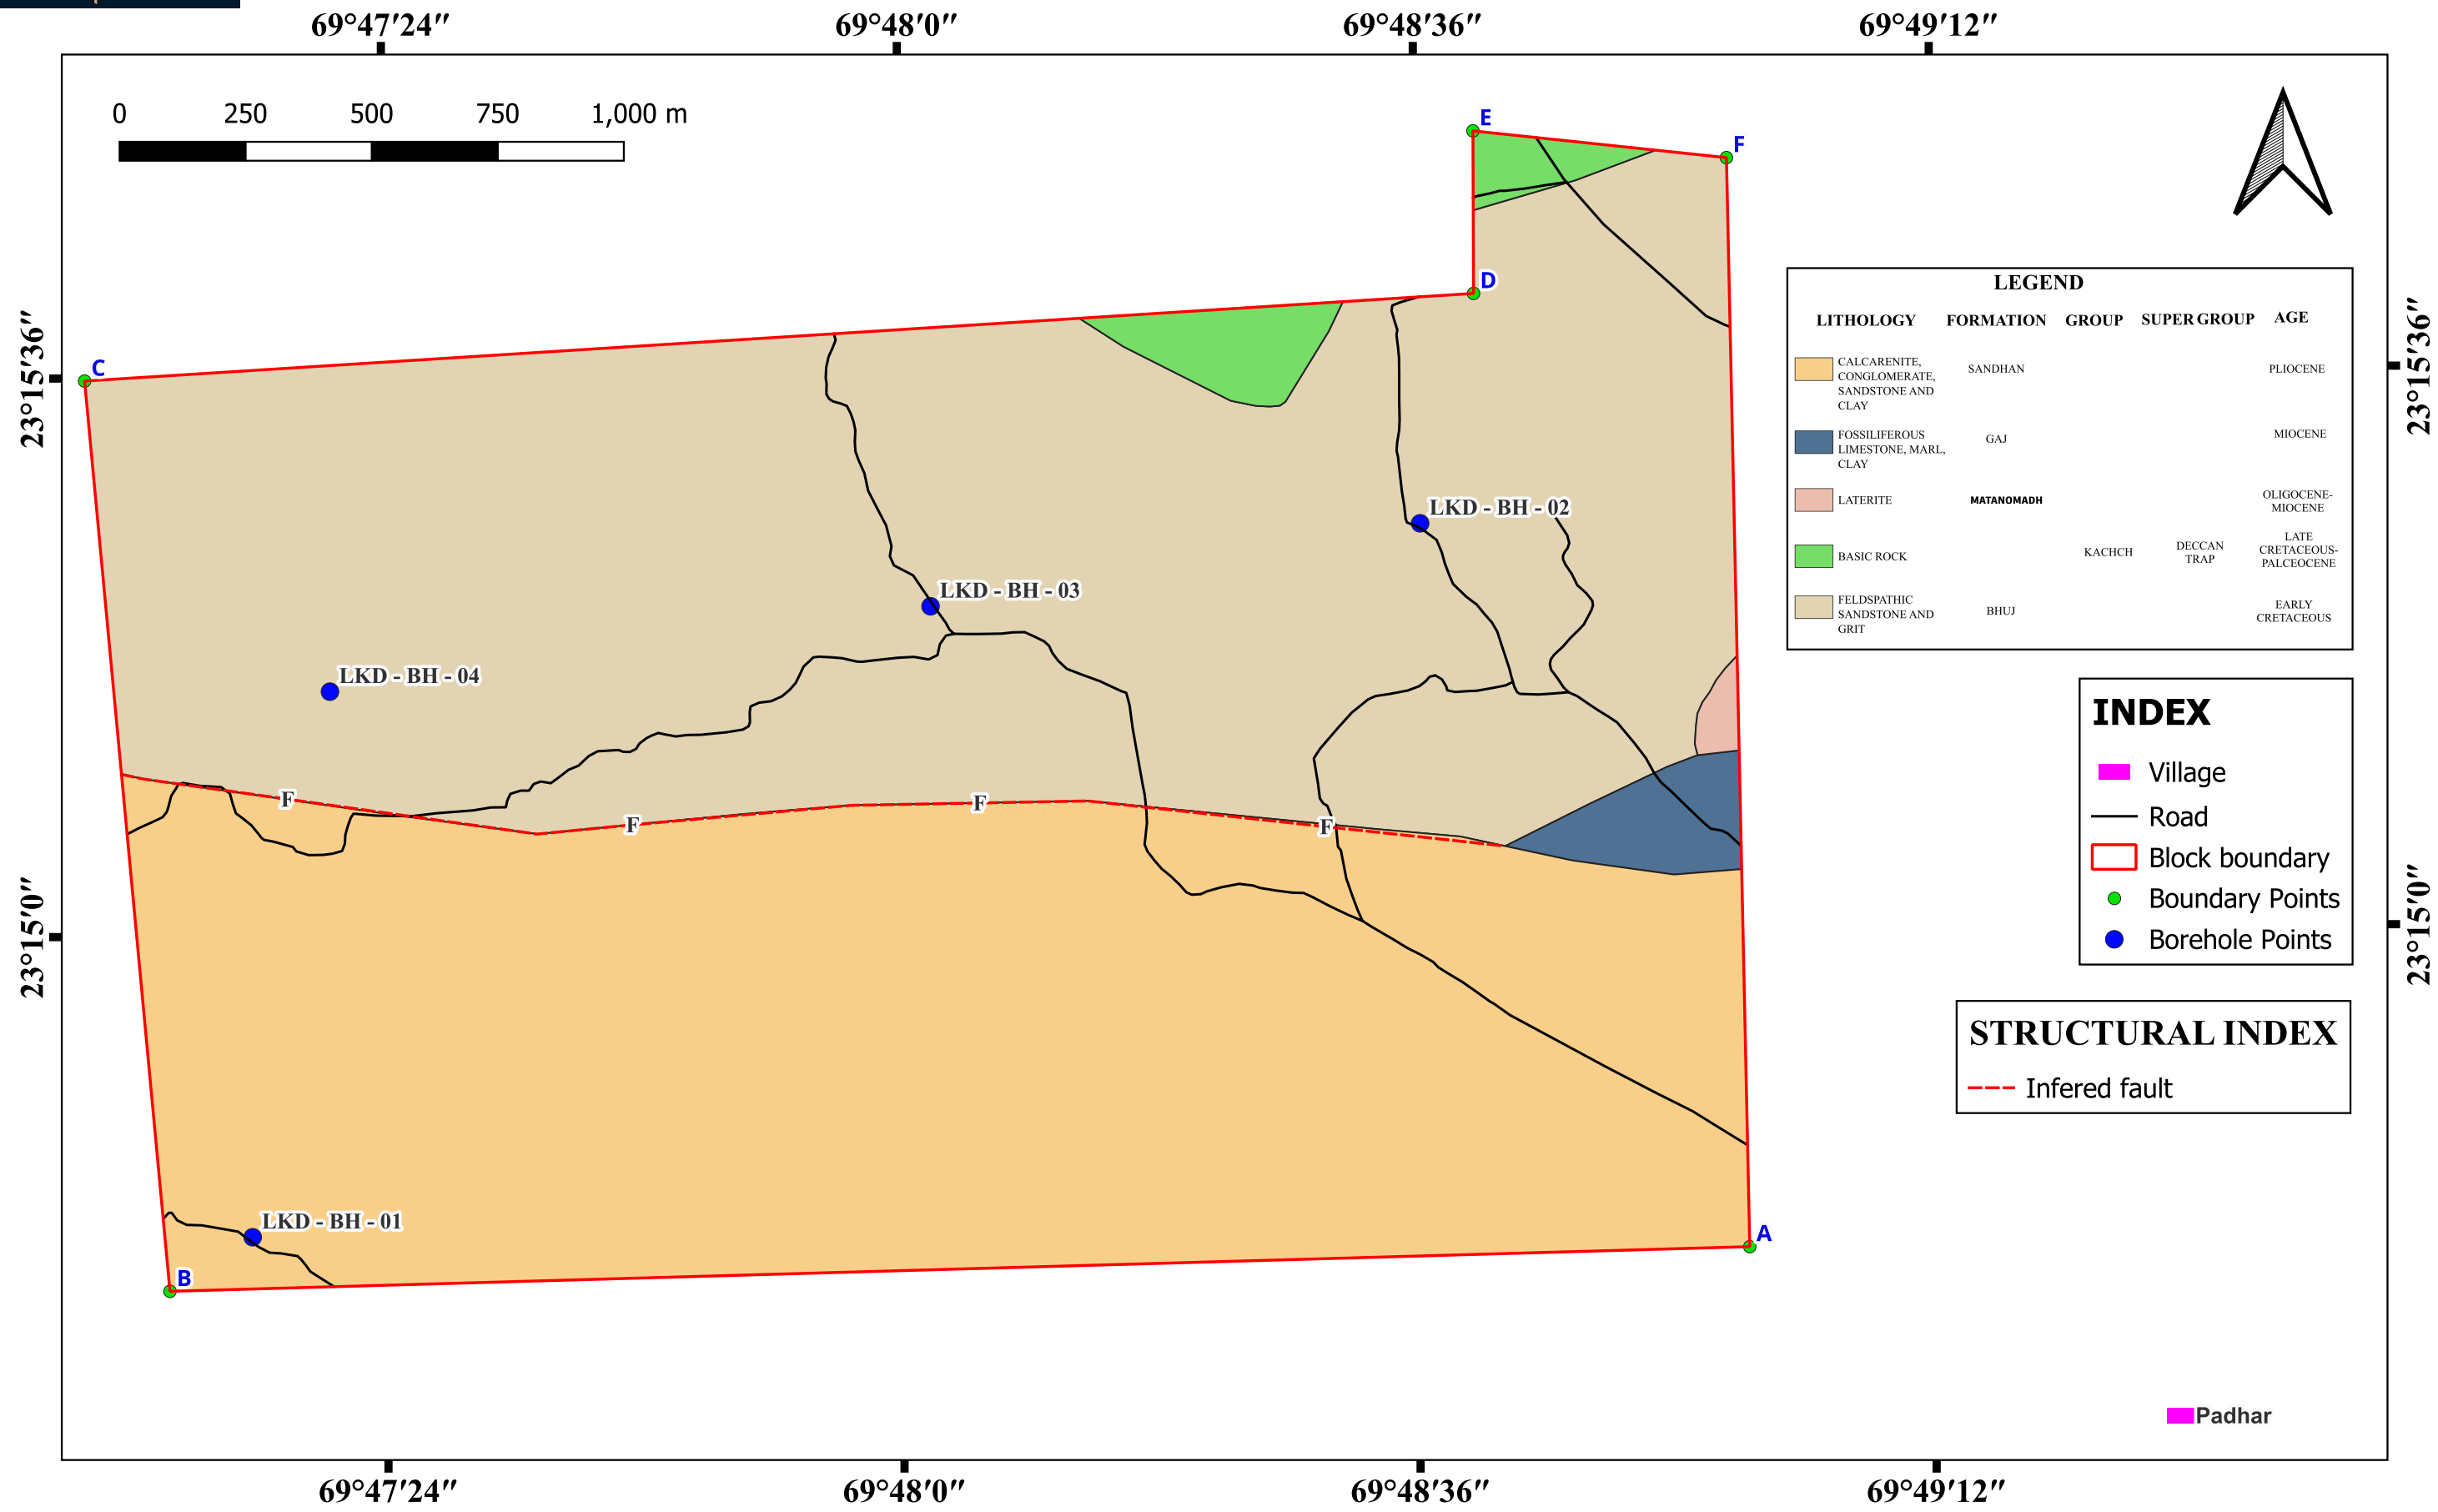 69°47′24″ 69°48′0″ 69°48′36″ 69°49′12″
0 250 500 750 1,000 m
E
F
D
C
23°15′36″
23°15′36″
LEGEND
LITHOLOGY FORMATION GROUP SUPER GROUP AGE
CALCARENITE,
CONGLOMERATE,
SANDSTONE AND
CLAY
SANDHAN
PLIOCENE
FOSSILIFEROUS
LIMESTONE, MARL,
CLAY
GAJ
MIOCENE
LATERITE
MATANOMADH
OLIGOCENE-
MIOCENE
BASIC ROCK
KACHCH
DECCAN
TRAP
LATE
CRETACEOUS-
PALCEOCENE
FELDSPATHIC
SANDSTONE AND
GRIT
BHUJ
EARLY
CRETACEOUS
LKD - BH - 02
LKD - BH - 03
LKD - BH - 04
F
F
F
F
INDEX
Village
Road
Block boundary
Boundary Points
Borehole Points
23°15′0″
23°15′0″
STRUCTURAL INDEX
Infered fault
LKD - BH - 01
A
B
Padhar
69°47′24″ 69°48′0″ 69°48′36″ 69°49′12″